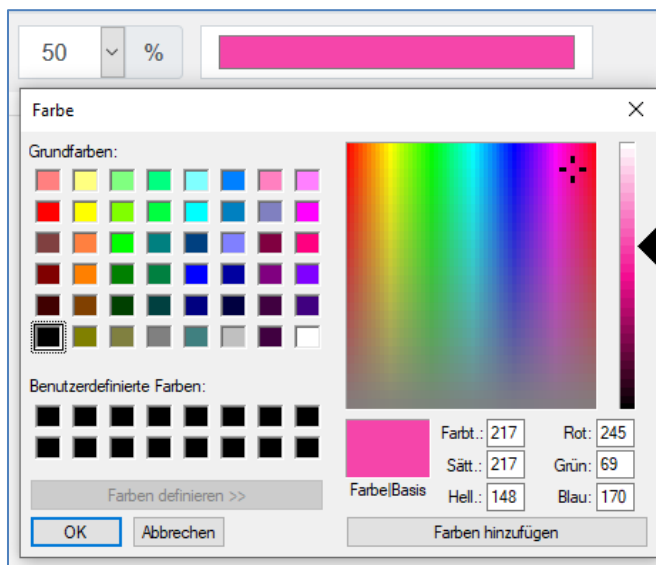 50 %
Farbe
Grundfarben:
Benutzerdefinierte Farben:
Farben definieren >>
OK Abbrechen
Farbe|Basis
Farbt.: 217 Rot: 245
Sätt.: 217 Grün: 69
Hell.: 148 Blau: 170
Farben hinzufügen